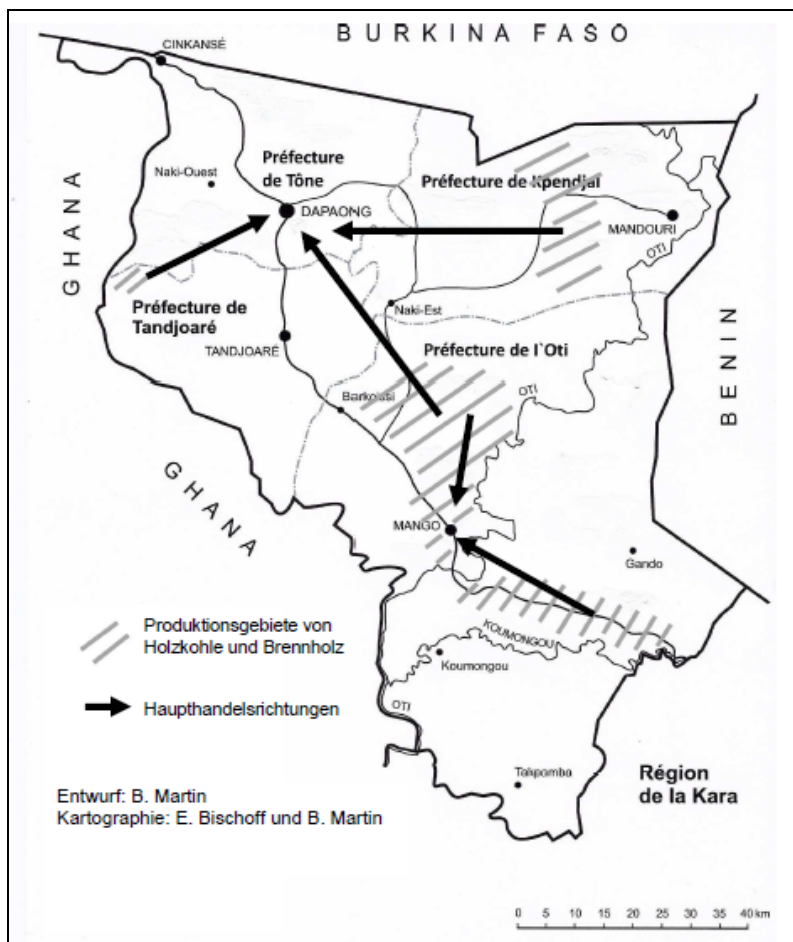 BURKINA FASO
CINKANSÉ
Préfecture
de Tône
Naki-Ouest
Préfecture de Kpendjal
DAPAONG
MANDOURI
GHANA
OTI
Préfecture de
Tandjoaré
Naki-Est
TANDJOARÉ
Préfecture de l`Oti
BENIN
OTI
Barkoissi
GHANA
MANGO
Gando
Produktionsgebiete von
Holzkohle und Brennholz
KOUMONGOU
Koumongou
Haupthandelsrichtungen
OTI
Takpamba
Région
de la Kara
Entwurf: B. Martin
Kartographie: E. Bischoff und B. Martin
0 5 10 15 20 25 30 35 40 km